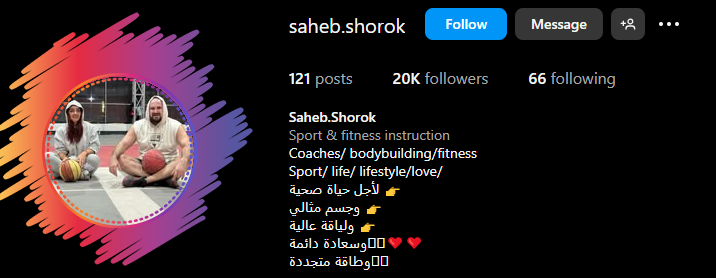 saheb.shorok Follow Message
121 posts 20K followers 66 following
Saheb.Shorok
Sport & fitness instruction
Coaches/ bodybuilding/fitness
Sport/ life/ lifestyle/love/
لأجل حياة صحية 👉
وجسم مثالي 👉
ولياقة عالية 👉
وسعادة دائمة❤️❤️
وطاقة متجددة